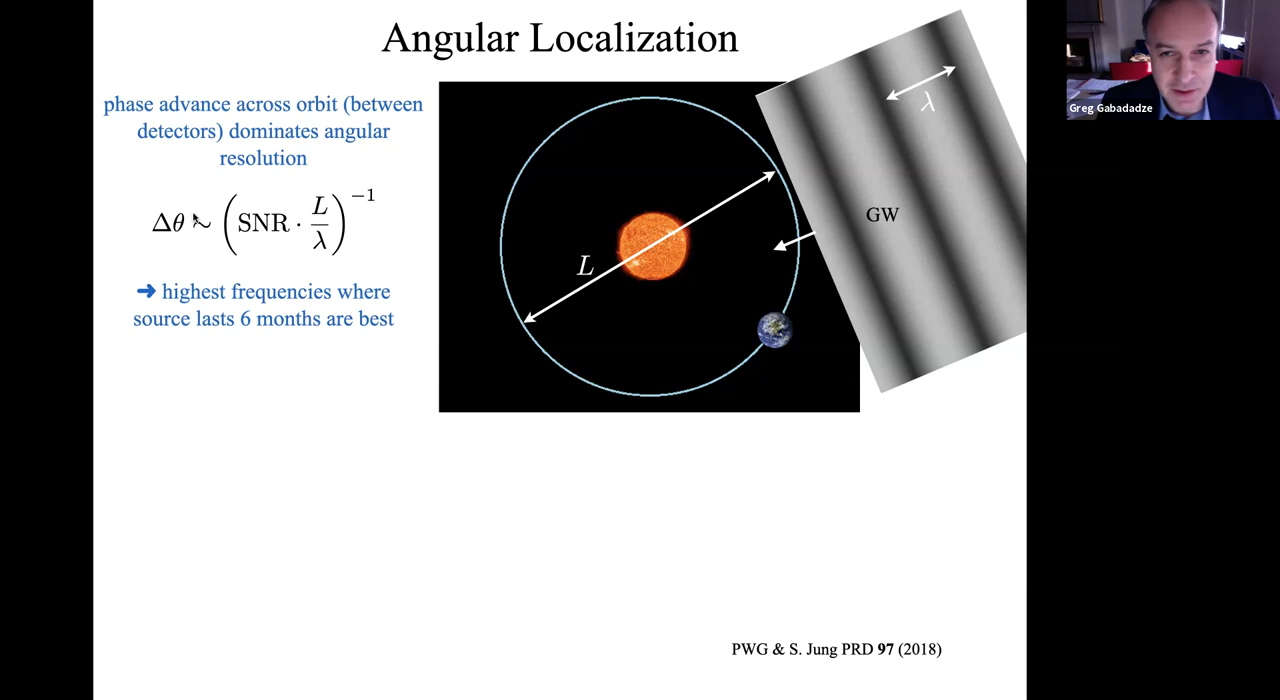 Angular Localization
phase advance across orbit (between
detectors) dominates angular
resolution
Δθ ∼ (SNR · L/λ)⁻¹
➜ highest frequencies where
source lasts 6 months are best
L
λ
GW
PWG & S. Jung PRD 97 (2018)
Greg Gabadadze